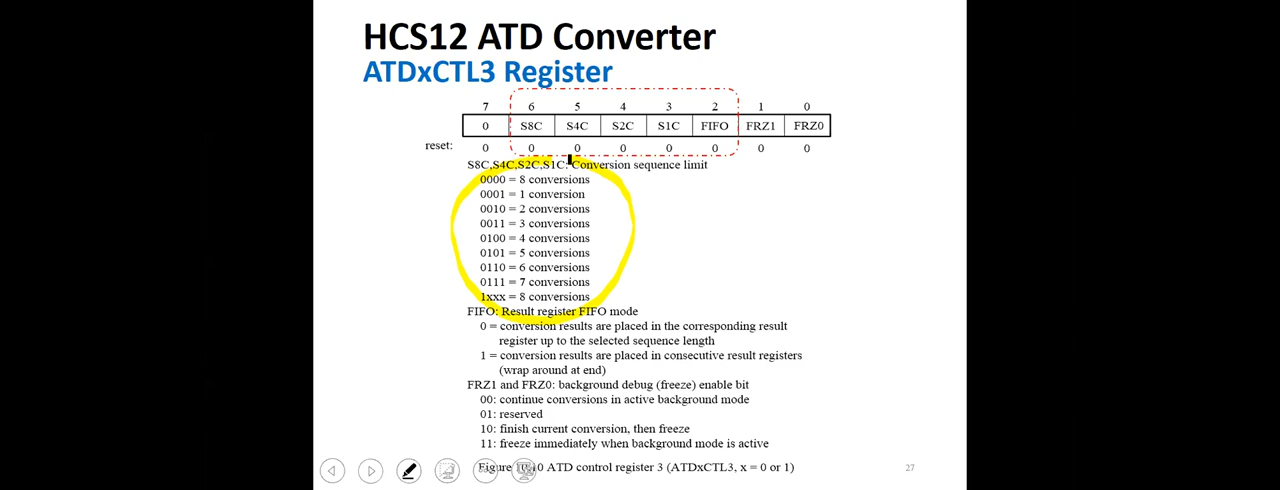 HCS12 ATD Converter
ATDxCTL3 Register
7 6 5 4 3 2 1 0
0 S8C S4C S2C S1C FIFO FRZ1 FRZ0
reset: 0 0 0 0 0 0 0 0
S8C,S4C,S2C,S1C: Conversion sequence limit
0000 = 8 conversions
0001 = 1 conversion
0010 = 2 conversions
0011 = 3 conversions
0100 = 4 conversions
0101 = 5 conversions
0110 = 6 conversions
0111 = 7 conversions
1xxx = 8 conversions
FIFO: Result register FIFO mode
0 = conversion results are placed in the corresponding result
register up to the selected sequence length
1 = conversion results are placed in consecutive result registers
(wrap around at end)
FRZ1 and FRZ0: background debug (freeze) enable bit
00: continue conversions in active background mode
01: reserved
10: finish current conversion, then freeze
11: freeze immediately when background mode is active
Figure ATD control register 3 (ATDxCTL3, x = 0 or 1)
27